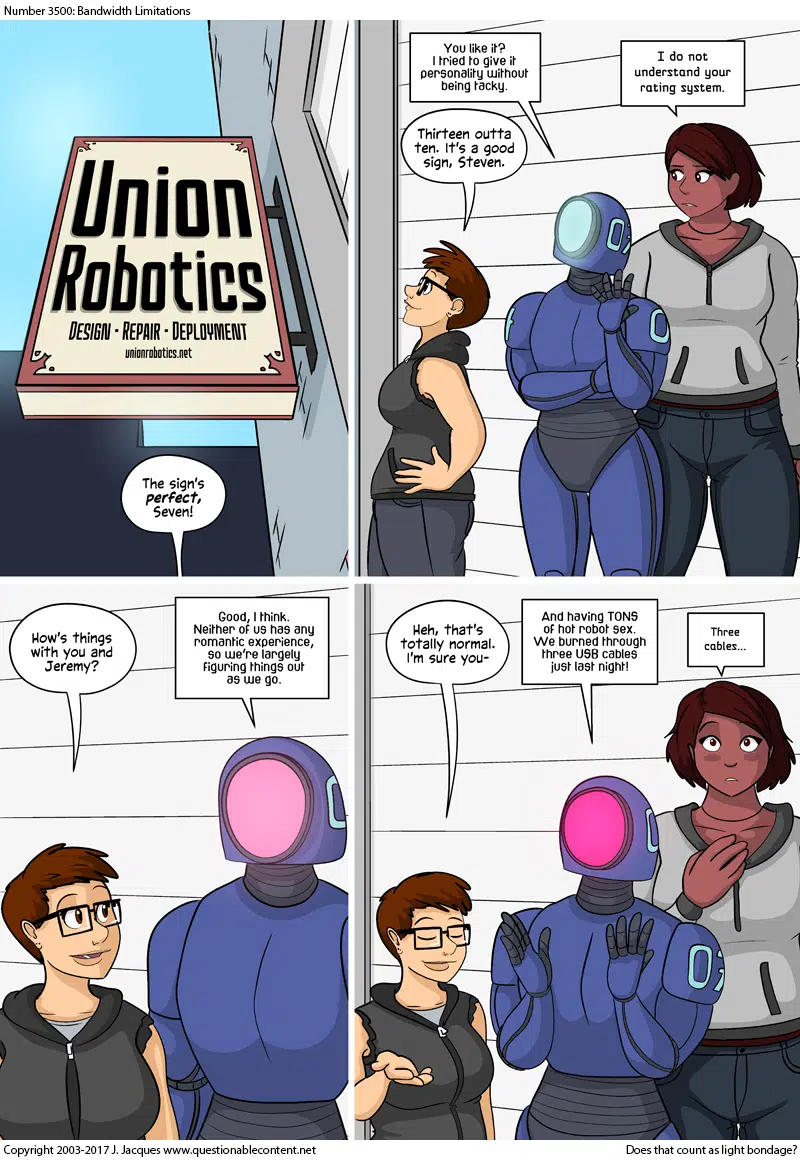 Number 3500: Bandwidth Limitations
Union
Robotics
DESIGN · REPAIR · DEPLOYMENT
unionrobotics.net
The sign's
perfect,
Seven!
You like it?
I tried to give it
personality without
being tacky.
Thirteen outta
ten. It's a good
sign, Steven.
I do not
understand your
rating system.
07
0
How's things
with you and
Jeremy?
Good, I think.
Neither of us has any
romantic experience,
so we're largely
figuring things out
as we go.
Heh, that's
totally normal.
I'm sure you-
And having TONS
of hot robot sex.
We burned through
three USB cables
just last night!
Three
cables...
07
Copyright 2003-2017 J. Jacques www.questionablecontent.net
Does that count as light bondage?